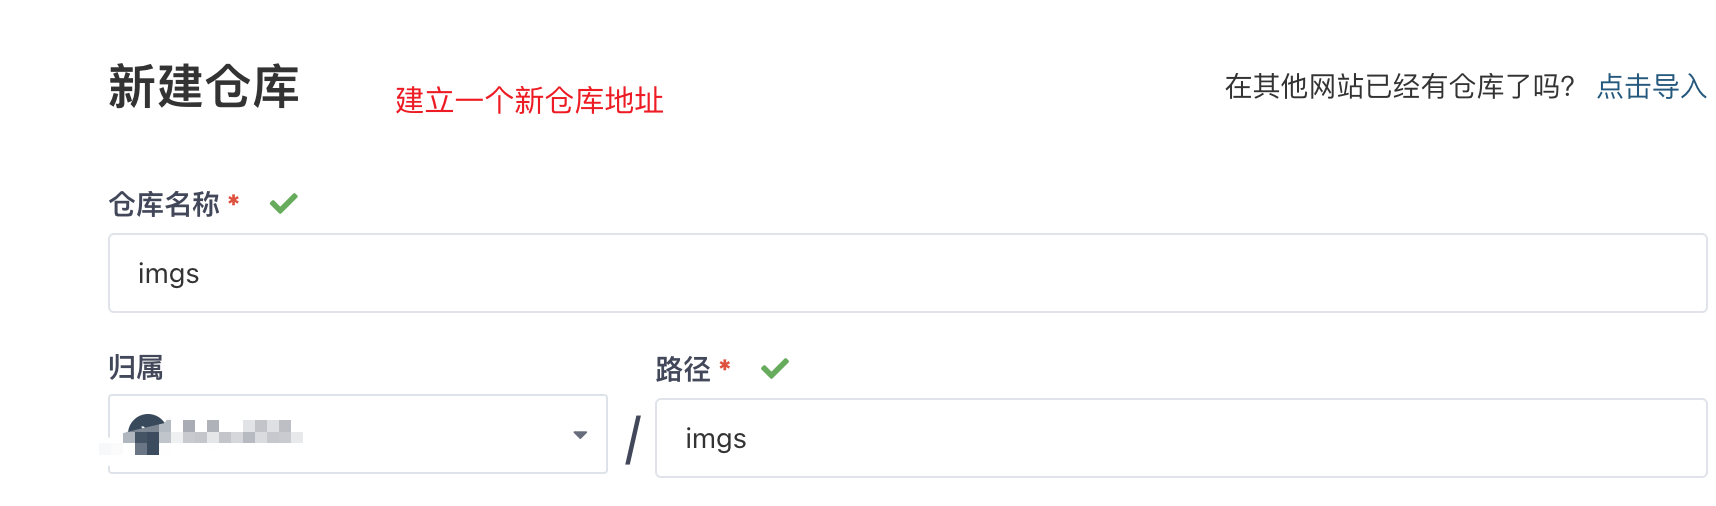 新建仓库
建立一个新仓库地址
在其他网站已经有仓库了吗? 点击导入
仓库名称 *
imgs
归属
路径 *
/
imgs